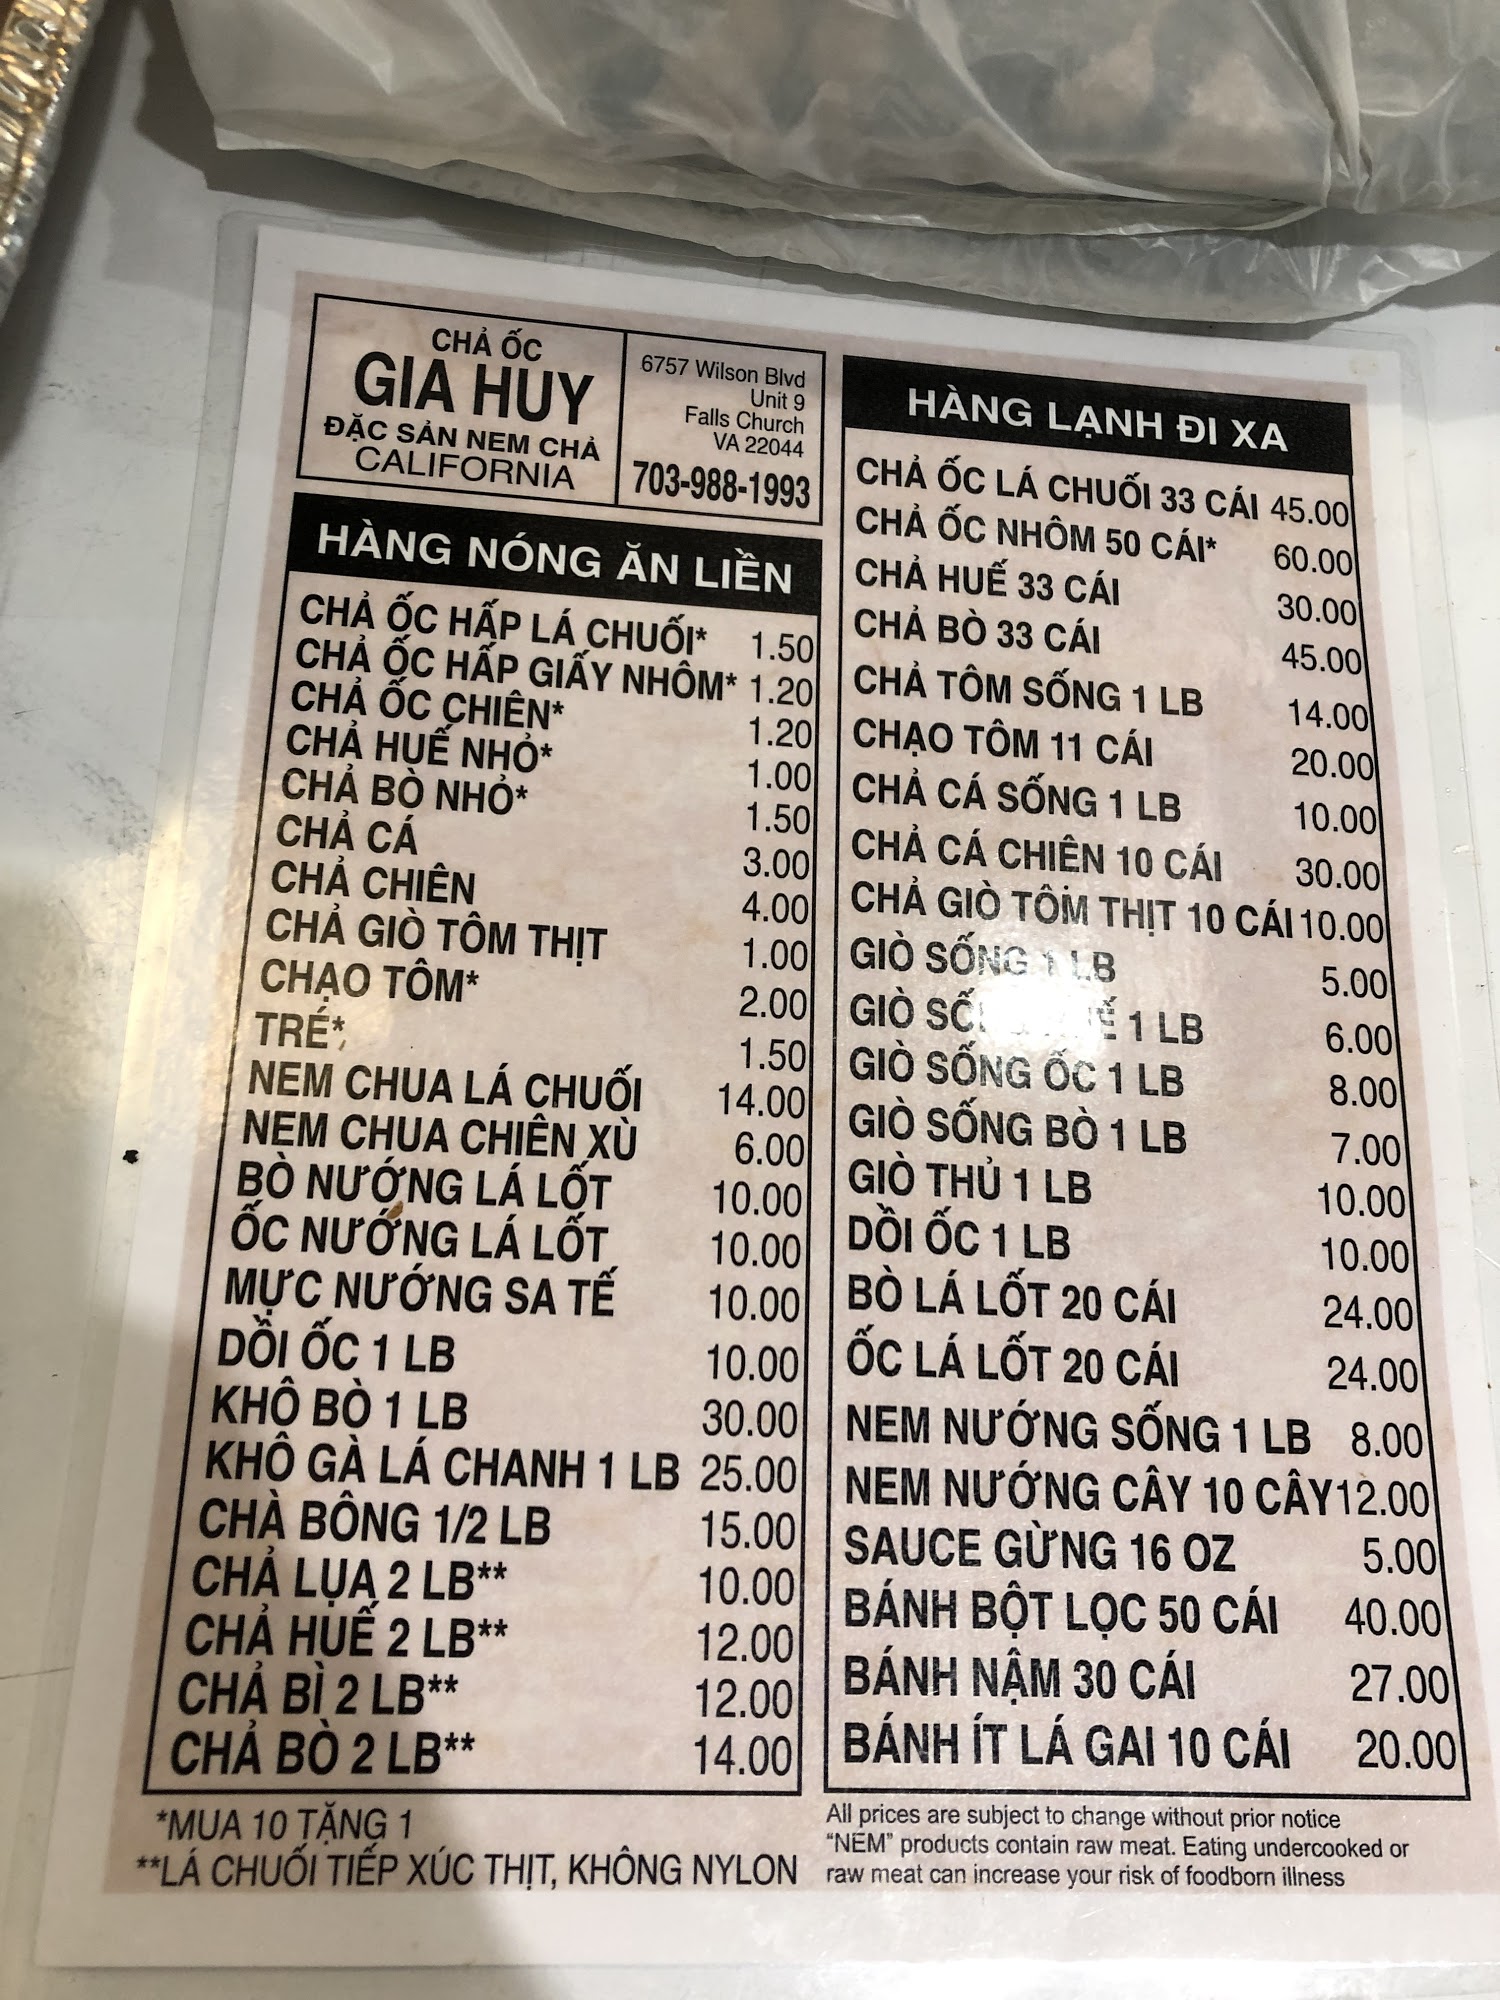 CHẢ ỐC
GIA HUY
ĐẶC SẢN NEM CHẢ
CALIFORNIA
6757 Wilson Blvd
Unit 9
Falls Church
VA 22044
703-988-1993
HÀNG NÓNG ĂN LIỀN
CHẢ ỐC HẤP LÁ CHUỐI* 1.50
CHẢ ỐC HẤP GIẤY NHÔM* 1.20
CHẢ ỐC CHIÊN* 1.20
CHẢ HUẾ NHỎ* 1.00
CHẢ BÒ NHỎ* 1.50
CHẢ CÁ 3.00
CHẢ CHIÊN 4.00
CHẢ GIÒ TÔM THỊT 1.00
CHẠO TÔM* 2.00
TRÉ* 1.50
NEM CHUA LÁ CHUỐI 14.00
NEM CHUA CHIÊN XÙ 6.00
BÒ NƯỚNG LÁ LỐT 10.00
ỐC NƯỚNG LÁ LỐT 10.00
MỰC NƯỚNG SA TẾ 10.00
DỒI ỐC 1 LB 10.00
KHÔ BÒ 1 LB 30.00
KHÔ GÀ LÁ CHANH 1 LB 25.00
CHÀ BÔNG 1/2 LB 15.00
CHẢ LỤA 2 LB** 10.00
CHẢ HUẾ 2 LB** 12.00
CHẢ BÌ 2 LB** 12.00
CHẢ BÒ 2 LB** 14.00
*MUA 10 TẶNG 1
**LÁ CHUỐI TIẾP XÚC THỊT, KHÔNG NYLON
HÀNG LẠNH ĐI XA
CHẢ ỐC LÁ CHUỐI 33 CÁI 45.00
CHẢ ỐC NHÔM 50 CÁI* 60.00
CHẢ HUẾ 33 CÁI 30.00
CHẢ BÒ 33 CÁI 45.00
CHẢ TÔM SỐNG 1 LB 14.00
CHẠO TÔM 11 CÁI 20.00
CHẢ CÁ SỐNG 1 LB 10.00
CHẢ CÁ CHIÊN 10 CÁI 30.00
CHẢ GIÒ TÔM THỊT 10 CÁI 10.00
GIÒ SỐNG 1 LB 5.00
GIÒ 1 LB 6.00
GIÒ SỐNG ỐC 1 LB 8.00
GIÒ SỐNG BÒ 1 LB 7.00
GIÒ THỦ 1 LB 10.00
DỒI ỐC 1 LB 10.00
BÒ LÁ LỐT 20 CÁI 24.00
ỐC LÁ LỐT 20 CÁI 24.00
NEM NƯỚNG SỐNG 1 LB 8.00
NEM NƯỚNG CÂY 10 CÂY 12.00
SAUCE GỪNG 16 OZ 5.00
BÁNH BỘT LỌC 50 CÁI 40.00
BÁNH NẬM 30 CÁI 27.00
BÁNH ÍT LÁ GAI 10 CÁI 20.00
All prices are subject to change without prior notice
“NEM” products contain raw meat. Eating undercooked or
raw meat can increase your risk of foodborn illness